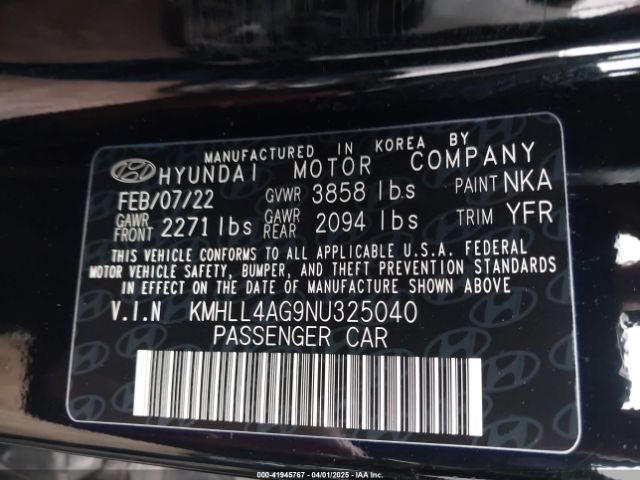 MANUFACTURED IN KOREA BY
HYUNDAI MOTOR COMPANY
FEB/07/22 GVWR 3858 lbs PAINT NKA
GAWR FRONT 2271 lbs GAWR REAR 2094 lbs TRIM YFR
THIS VEHICLE CONFORMS TO ALL APPLICABLE U.S.A. FEDERAL
MOTOR VEHICLE SAFETY, BUMPER, AND THEFT PREVENTION STANDARDS
IN EFFECT ON THE DATE OF MANUFACTURE SHOWN ABOVE
V.I.N KMHLL4AG9NU325040
PASSENGER CAR
000-41945767 - 04/01/2025 - IAA Inc.